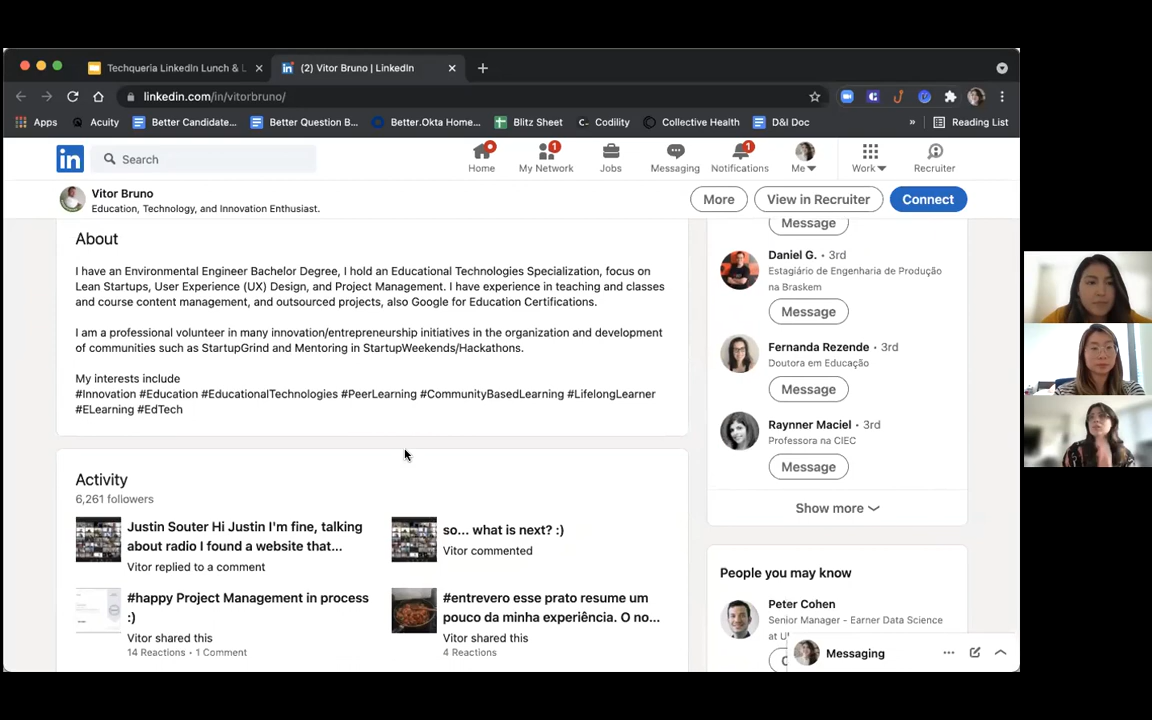 Techqueria LinkedIn Lunch & L
(2) Vitor Bruno | LinkedIn
linkedin.com/in/vitorbruno/
Apps
Acuity
Better Candidate...
Better Question B...
Better.Okta Home...
Blitz Sheet
Codility
Collective Health
D&I Doc
»
Reading List
in
Search
Home
1
My Network
Jobs
Messaging
1
Notifications
Me
Work
Recruiter
Vitor Bruno
Education, Technology, and Innovation Enthusiast.
More
View in Recruiter
Connect
About
I have an Environmental Engineer Bachelor Degree, I hold an Educational Technologies Specialization, focus on
Lean Startups, User Experience (UX) Design, and Project Management. I have experience in teaching and classes
and course content management, and outsourced projects, also Google for Education Certifications.
I am a professional volunteer in many innovation/entrepreneurship initiatives in the organization and development
of communities such as StartupGrind and Mentoring in StartupWeekends/Hackathons.
My interests include
#Innovation #Education #EducationalTechnologies #PeerLearning #CommunityBasedLearning #LifelongLearner
#ELearning #EdTech
Activity
6,261 followers
Justin Souter Hi Justin I'm fine, talking
about radio I found a website that...
Vitor replied to a comment
so... what is next? :)
Vitor commented
#happy Project Management in process
:)
Vitor shared this
14 Reactions • 1 Comment
#entrevero esse prato resume um
pouco da minha experiência. O no...
Vitor shared this
4 Reactions
Message
Daniel G. • 3rd
Estagiário de Engenharia de Produção
na Braskem
Message
Fernanda Rezende • 3rd
Doutora em Educação
Message
Raynner Maciel • 3rd
Professora na CIEC
Message
Show more
People you may know
Peter Cohen
Senior Manager - Earner Data Science
Messaging